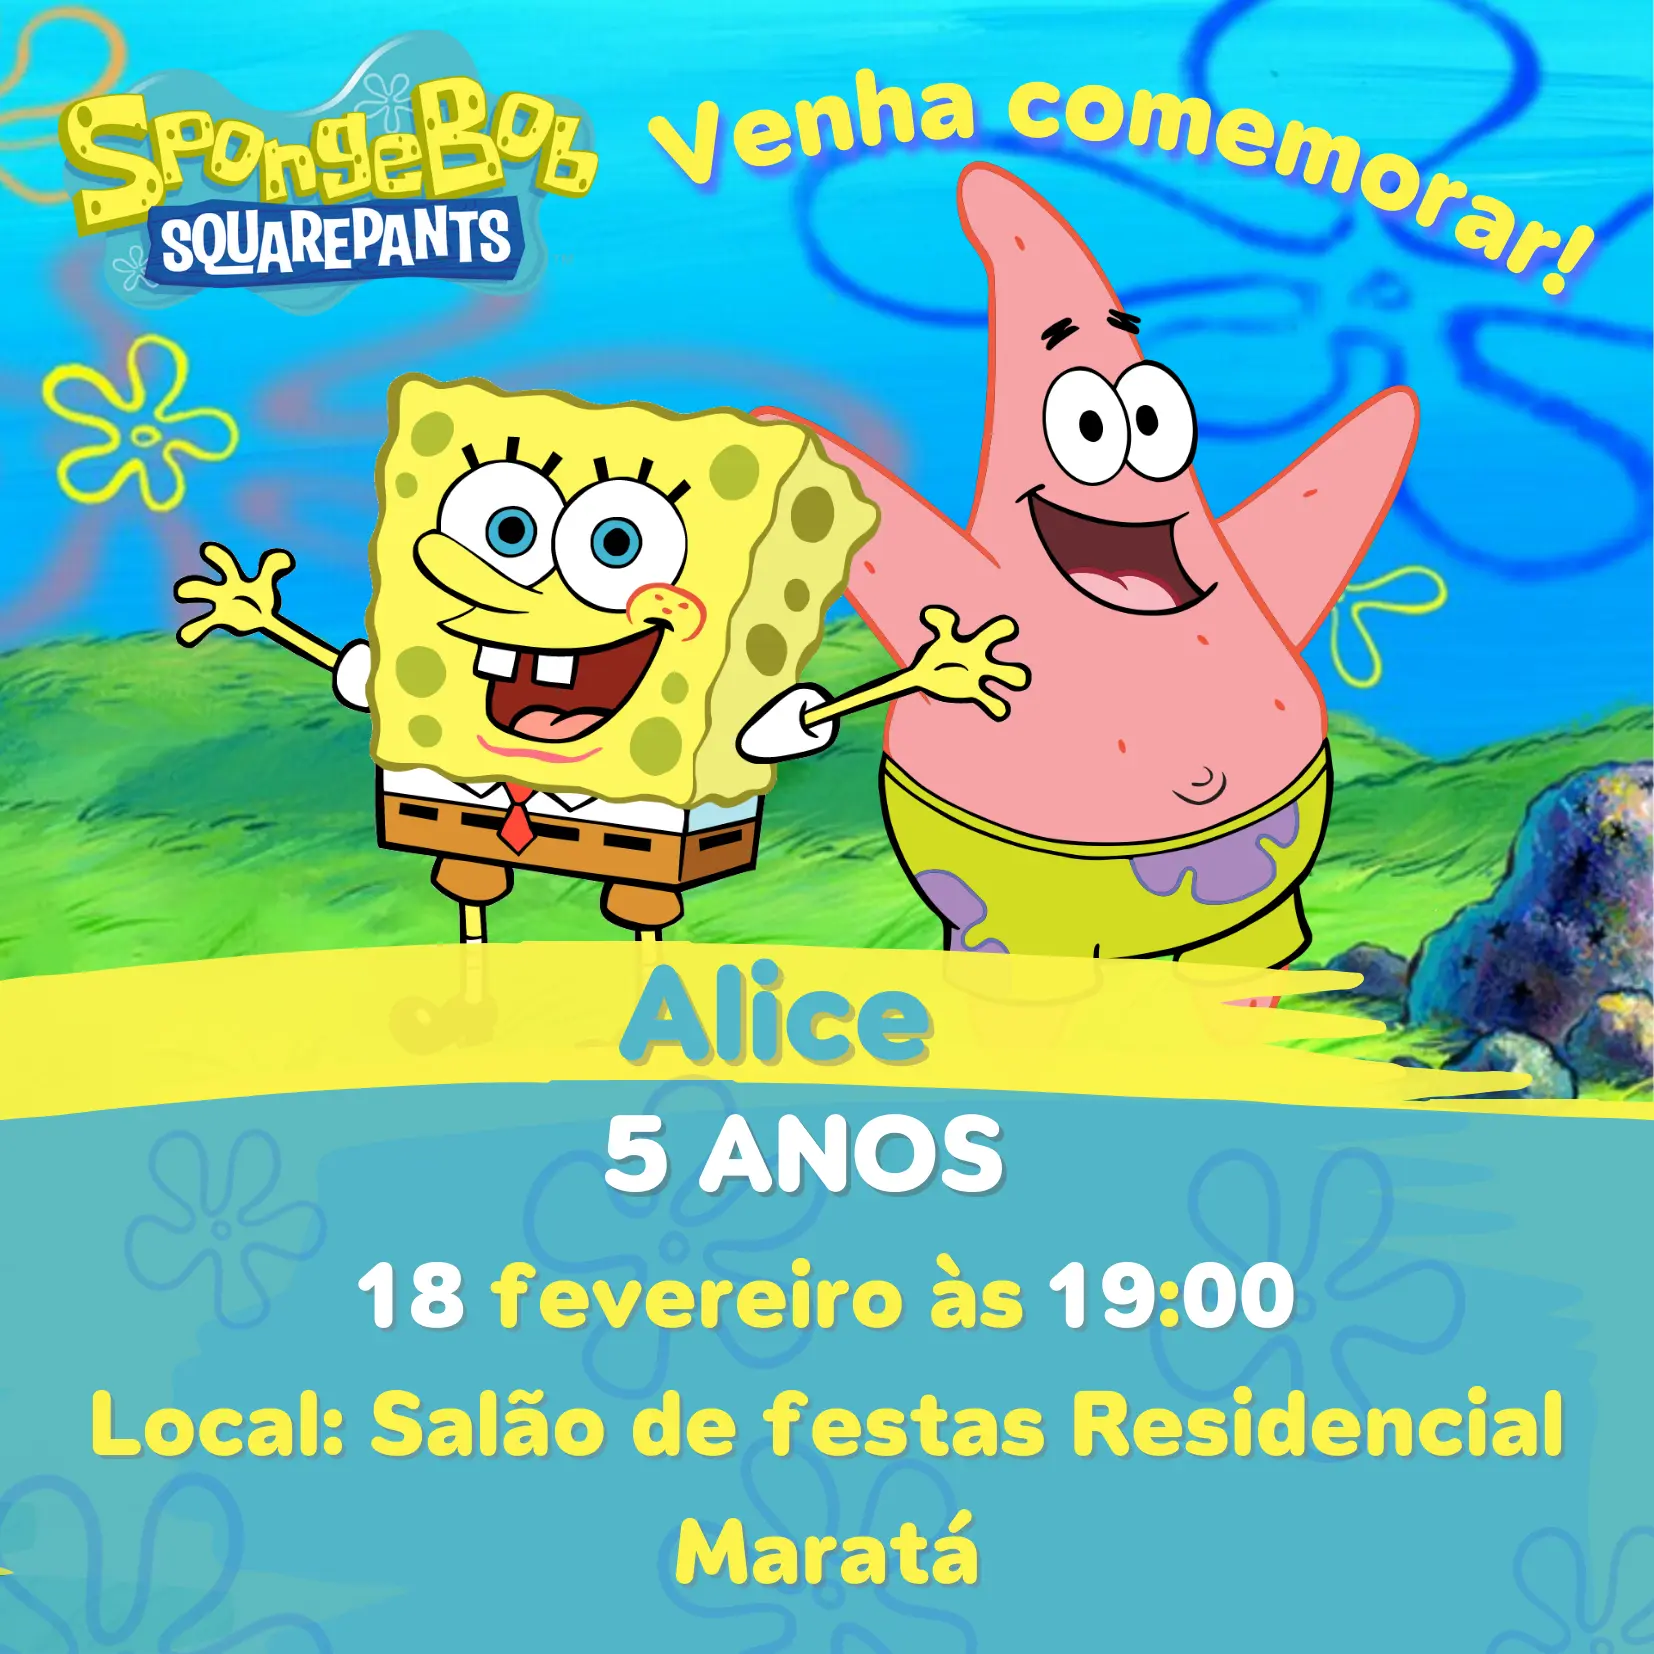 SpongeBob
SQUAREPANTS
Venha comemorar!
Alice
5 ANOS
18 fevereiro às 19:00
Local: Salão de festas Residencial
Maratá